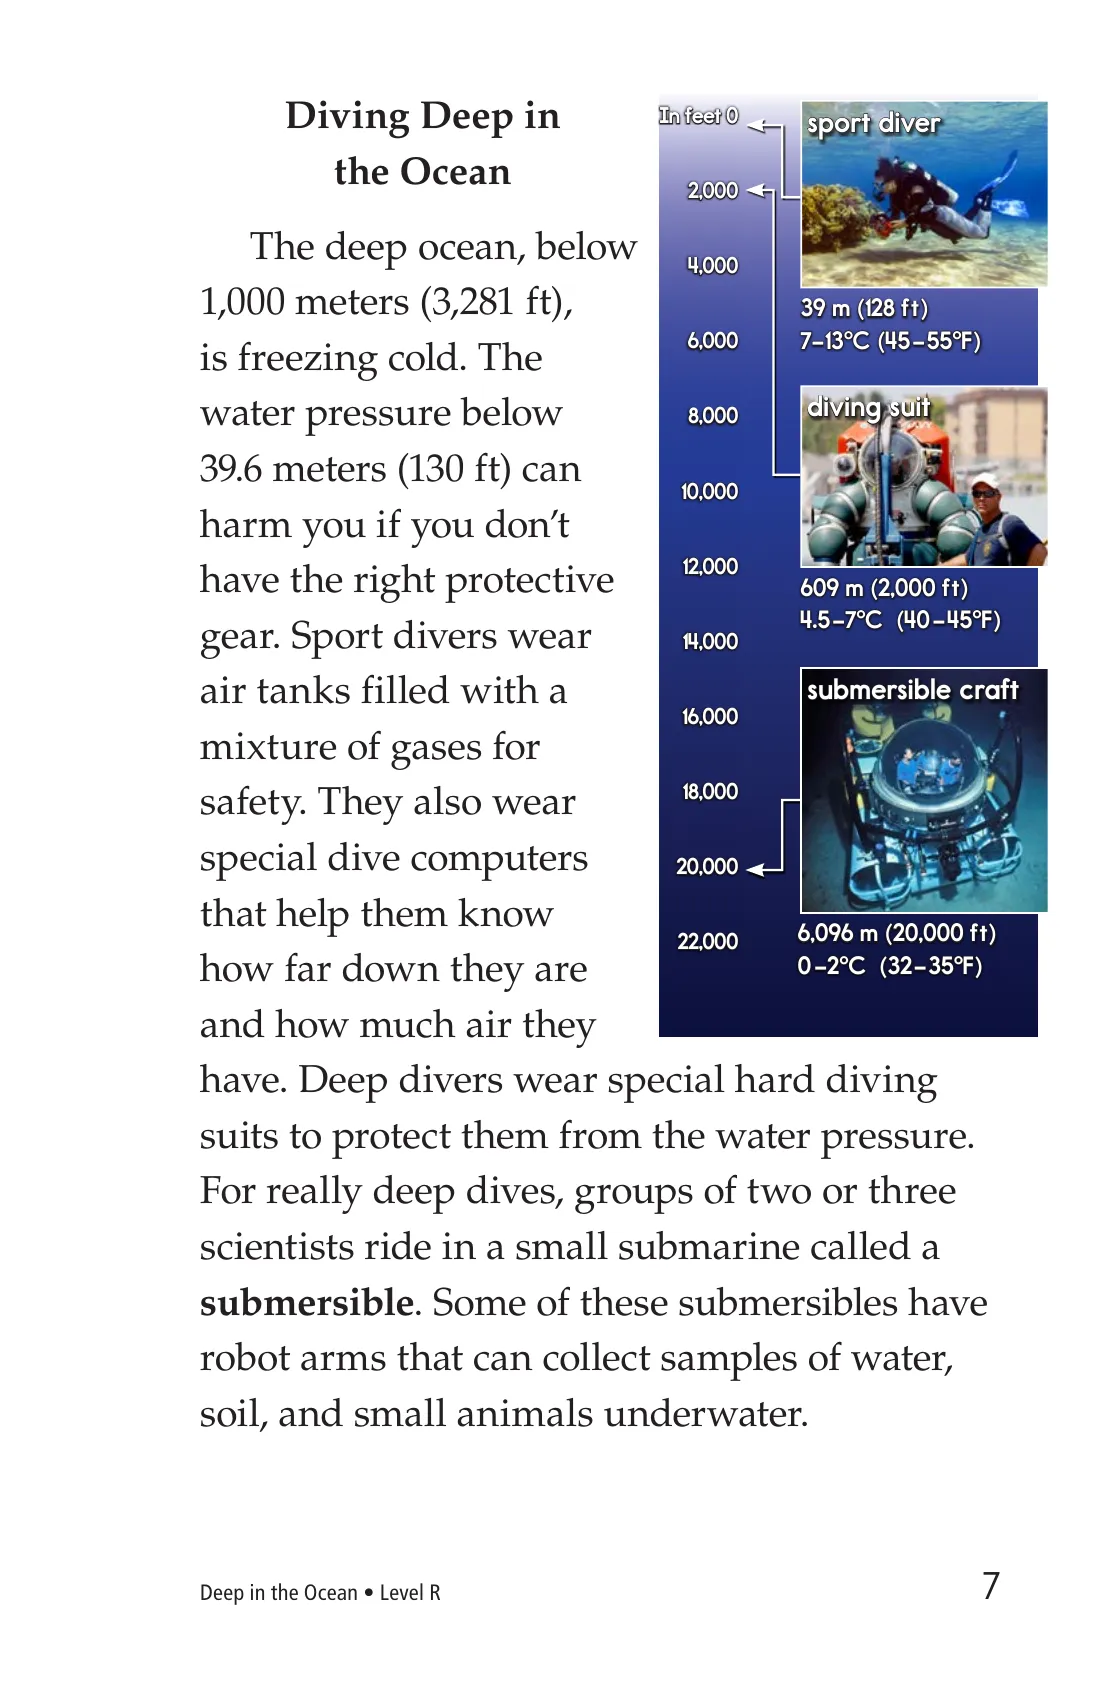 Diving Deep in
the Ocean
The deep ocean, below
1,000 meters (3,281 ft),
is freezing cold. The
water pressure below
39.6 meters (130 ft) can
harm you if you don’t
have the right protective
gear. Sport divers wear
air tanks filled with a
mixture of gases for
safety. They also wear
special dive computers
that help them know
how far down they are
and how much air they
have. Deep divers wear special hard diving
suits to protect them from the water pressure.
For really deep dives, groups of two or three
scientists ride in a small submarine called a
submersible. Some of these submersibles have
robot arms that can collect samples of water,
soil, and small animals underwater.
In feet 0
2,000
4,000
6,000
8,000
10,000
12,000
14,000
16,000
18,000
20,000
22,000
sport diver
39 m (128 ft)
7–13°C (45–55°F)
diving suit
609 m (2,000 ft)
4.5–7°C (40–45°F)
submersible craft
6,096 m (20,000 ft)
0–2°C (32–35°F)
Deep in the Ocean • Level R
7